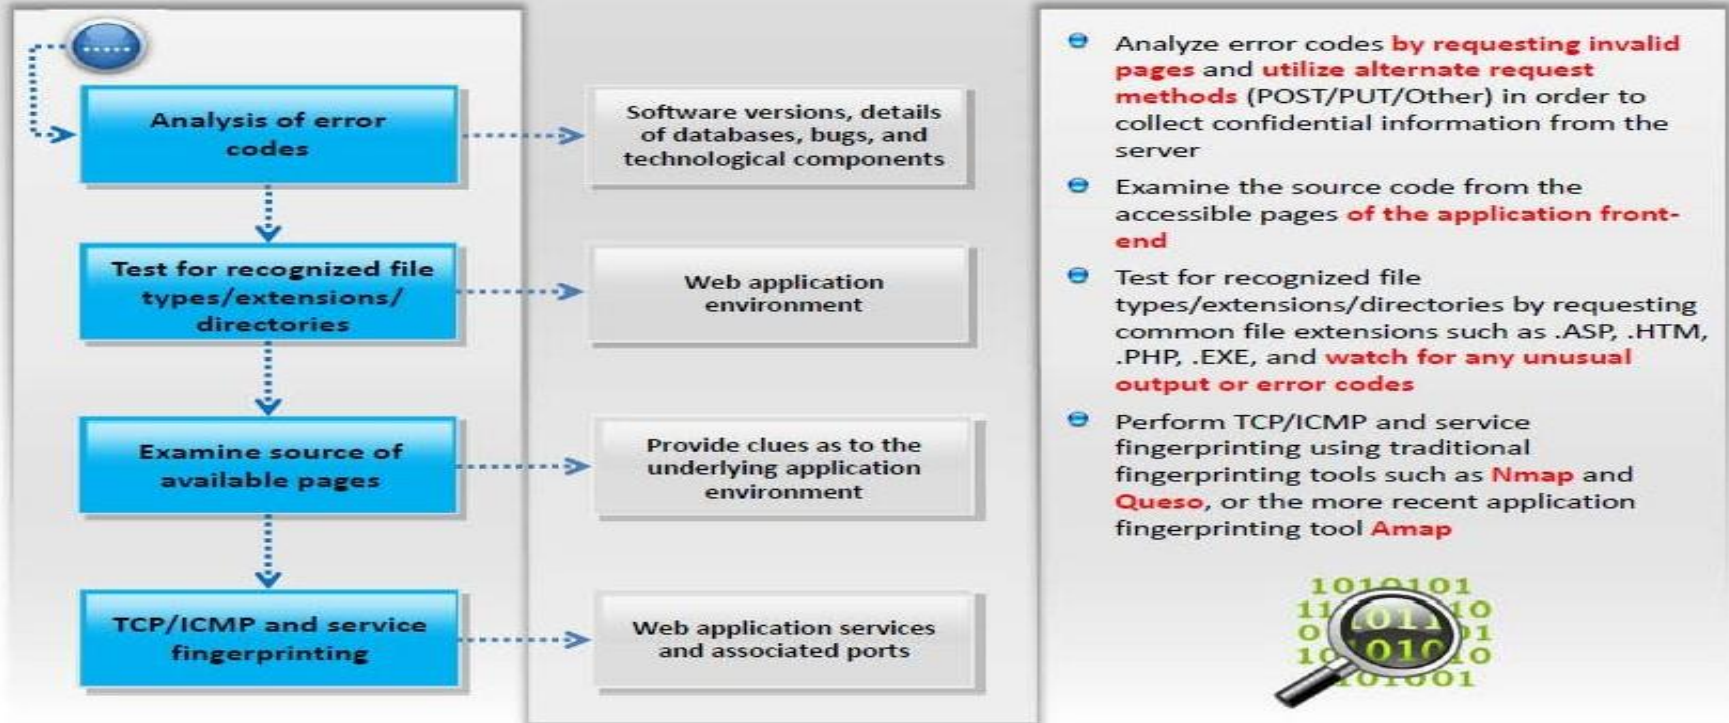 Analysis of error
codes
Software versions, details
of databases, bugs, and
technological components
Test for recognized file
types/extensions/
directories
Web application
environment
Examine source of
available pages
Provide clues as to the
underlying application
environment
TCP/ICMP and service
fingerprinting
Web application services
and associated ports
Analyze error codes by requesting invalid
pages and utilize alternate request
methods (POST/PUT/Other) in order to
collect confidential information from the
server
Examine the source code from the
accessible pages of the application front-
end
Test for recognized file
types/extensions/directories by requesting
common file extensions such as .ASP, .HTM,
.PHP, .EXE, and watch for any unusual
output or error codes
Perform TCP/ICMP and service
fingerprinting using traditional
fingerprinting tools such as Nmap and
Queso, or the more recent application
fingerprinting tool Amap